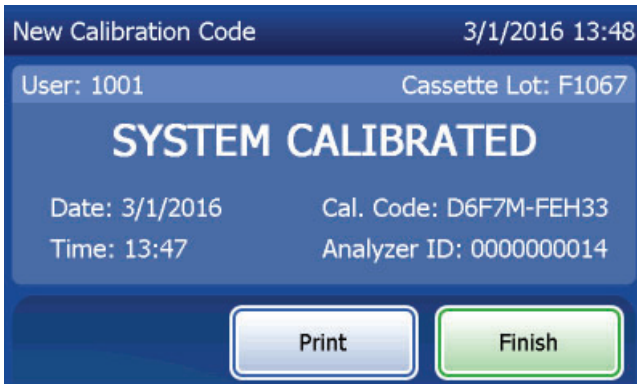 New Calibration Code 3/1/2016 13:48
User: 1001 Cassette Lot: F1067
SYSTEM CALIBRATED
Date: 3/1/2016 Cal. Code: D6F7M-FEH33
Time: 13:47 Analyzer ID: 0000000014
Print Finish